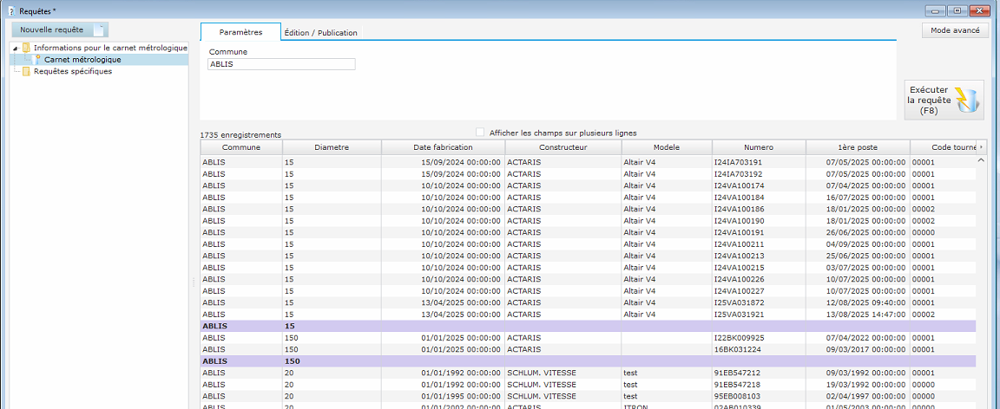 Requêtes *
Nouvelle requête
Informations pour le carnet métrologique
Carnet métrologique
Requêtes spécifiques
Paramètres Édition / Publication
Mode avancé
Commune
ABLIS
Exécuter
la requête
(F8)
1735 enregistrements
Afficher les champs sur plusieurs lignes
Commune Diametre Date fabrication Constructeur Modele Numero 1ère poste Code tourné
ABLIS 15 15/09/2024 00:00:00 ACTARIS Altair V4 I24IA703191 07/05/2025 00:00:00 00001
ABLIS 15 15/09/2024 00:00:00 ACTARIS Altair V4 I24IA703192 07/05/2025 00:00:00 00001
ABLIS 15 10/10/2024 00:00:00 ACTARIS Altair V4 I24VA100174 07/04/2025 00:00:00 00001
ABLIS 15 10/10/2024 00:00:00 ACTARIS Altair V4 I24VA100184 16/07/2025 00:00:00 00001
ABLIS 15 10/10/2024 00:00:00 ACTARIS Altair V4 I24VA100186 18/01/2025 00:00:00 00002
ABLIS 15 10/10/2024 00:00:00 ACTARIS Altair V4 I24VA100190 18/01/2025 00:00:00 00002
ABLIS 15 10/10/2024 00:00:00 ACTARIS Altair V4 I24VA100191 26/06/2025 00:00:00 00000
ABLIS 15 10/10/2024 00:00:00 ACTARIS Altair V4 I24VA100211 04/09/2025 00:00:00 00001
ABLIS 15 10/10/2024 00:00:00 ACTARIS Altair V4 I24VA100213 25/06/2025 00:00:00 00001
ABLIS 15 10/10/2024 00:00:00 ACTARIS Altair V4 I24VA100215 03/07/2025 00:00:00 00001
ABLIS 15 10/10/2024 00:00:00 ACTARIS Altair V4 I24VA100226 10/07/2025 00:00:00 00001
ABLIS 15 10/10/2024 00:00:00 ACTARIS Altair V4 I24VA100227 10/07/2025 00:00:00 00001
ABLIS 15 13/04/2025 00:00:00 ACTARIS Altair V4 I25VA031872 12/08/2025 09:40:00 00001
ABLIS 15 13/04/2025 00:00:00 ACTARIS Altair V4 I25VA031921 13/08/2025 14:47:00 00002
ABLIS 15
ABLIS 150 01/01/2025 00:00:00 ACTARIS I22BK009925 07/04/2022 00:00:00 00001
ABLIS 150 01/01/2025 00:00:00 ACTARIS 16BK031224 09/03/2017 00:00:00 00001
ABLIS 150
ABLIS 20 01/01/1992 00:00:00 SCHLUM. VITESSE test 91EB547212 09/03/1992 00:00:00 00001
ABLIS 20 01/01/1992 00:00:00 SCHLUM. VITESSE test 91EB547218 19/03/1992 00:00:00 00000
ABLIS 20 01/01/1995 00:00:00 SCHLUM. VITESSE test 95EB008103 02/04/1997 00:00:00 00000
ABLIS 20 01/01/2002 00:00:00 ACTARIS ITRON 02AB010339 01/05/2003 00:00:00 00000